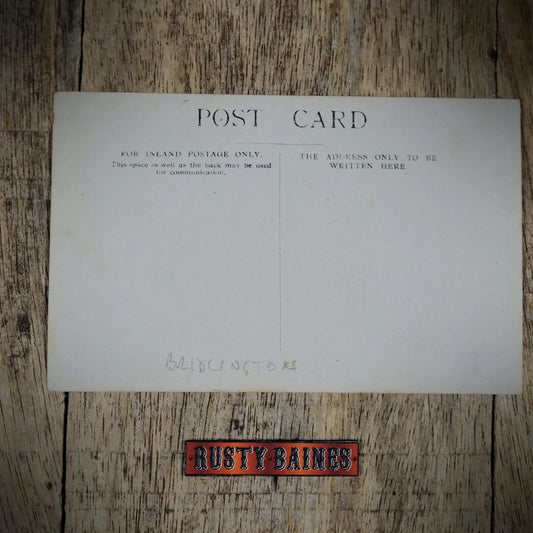 POST CARD
FOR INLAND POSTAGE ONLY.
This space as well as the back may be used
for communication.
THE ADDRESS ONLY TO BE
WRITTEN HERE
BRIDLINGTON
RUSTY·BAINES